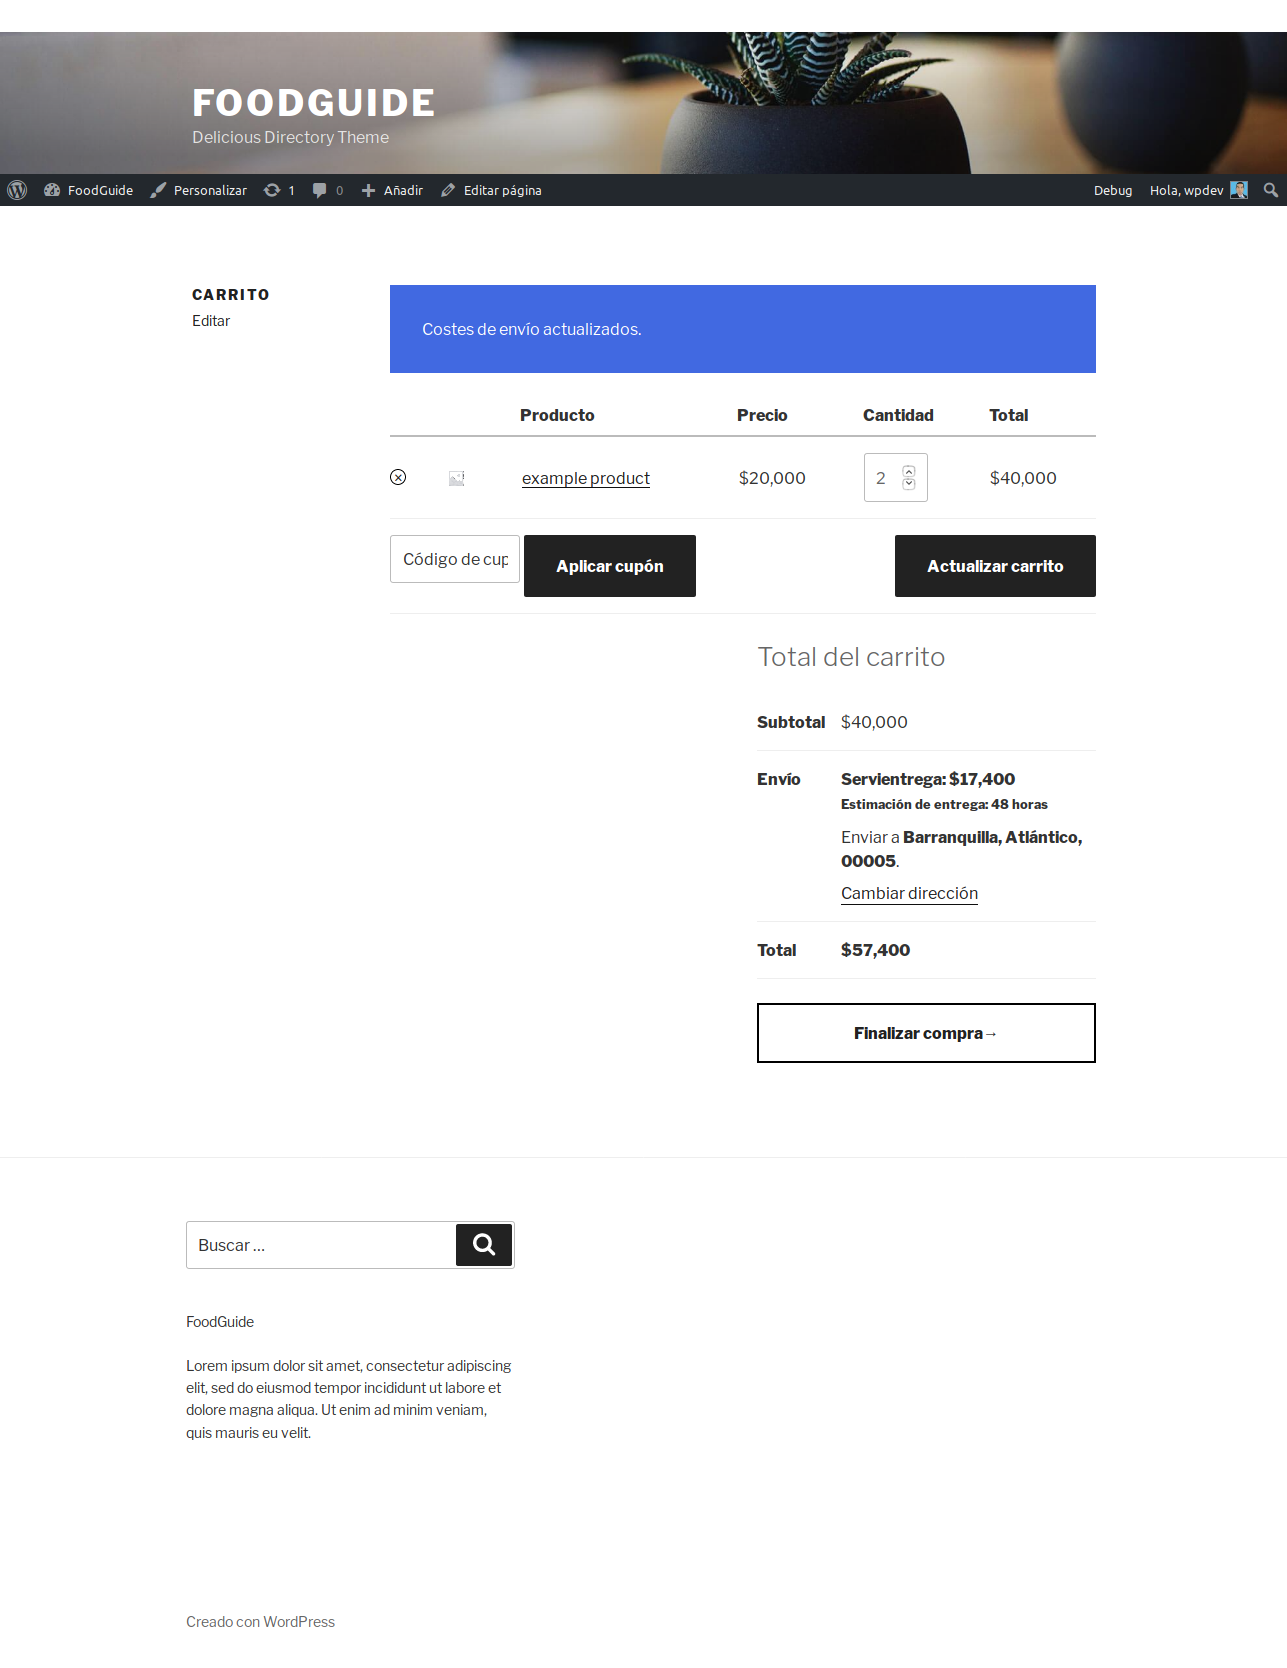 FOODGUIDE
Delicious Directory Theme
FoodGuide Personalizar 1 0 Añadir Editar página Debug Hola, wpdev
CARRITO
Editar
Costes de envío actualizados.
Producto Precio Cantidad Total
example product $20,000 2 $40,000
Código de cup Aplicar cupón Actualizar carrito
Total del carrito
Subtotal $40,000
Envío Servientrega: $17,400
Estimación de entrega: 48 horas
Enviar a Barranquilla, Atlántico,
00005.
Cambiar dirección
Total $57,400
Finalizar compra→
Buscar …
FoodGuide
Lorem ipsum dolor sit amet, consectetur adipiscing
elit, sed do eiusmod tempor incididunt ut labore et
dolore magna aliqua. Ut enim ad minim veniam,
quis mauris eu velit.
Creado con WordPress